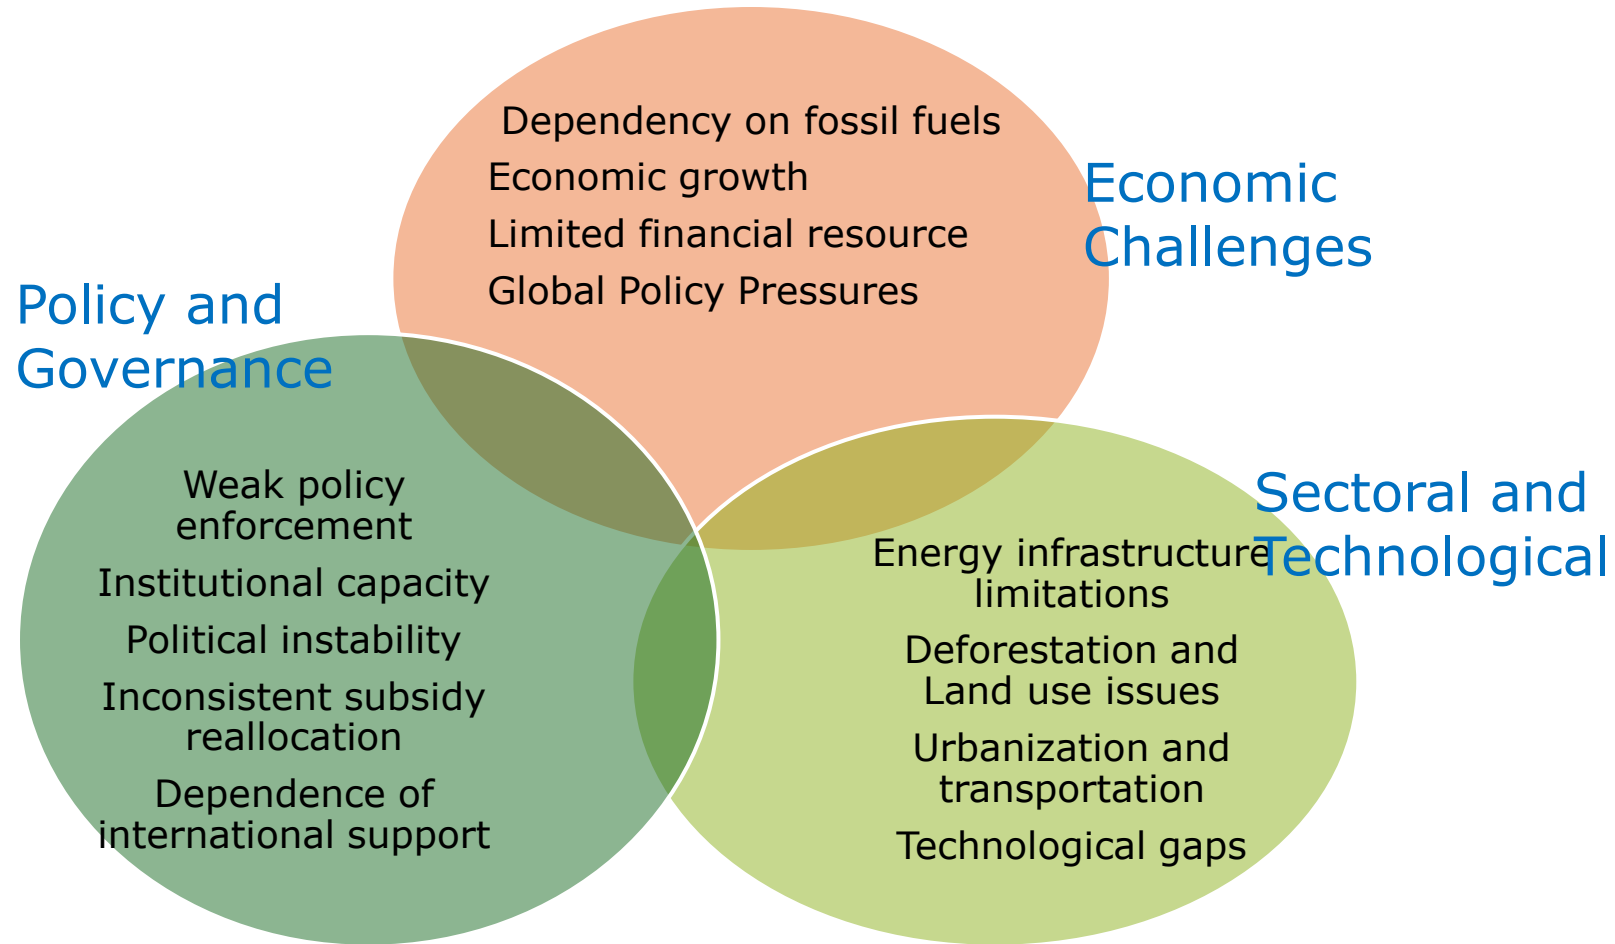 Dependency on fossil fuels
Economic growth
Limited financial resource
Global Policy Pressures
Economic
Challenges
Policy and
Governance
Weak policy
enforcement
Institutional capacity
Political instability
Inconsistent subsidy
reallocation
Dependence of
international support
Sectoral and
Technological
Energy infrastructure
limitations
Deforestation and
Land use issues
Urbanization and
transportation
Technological gaps